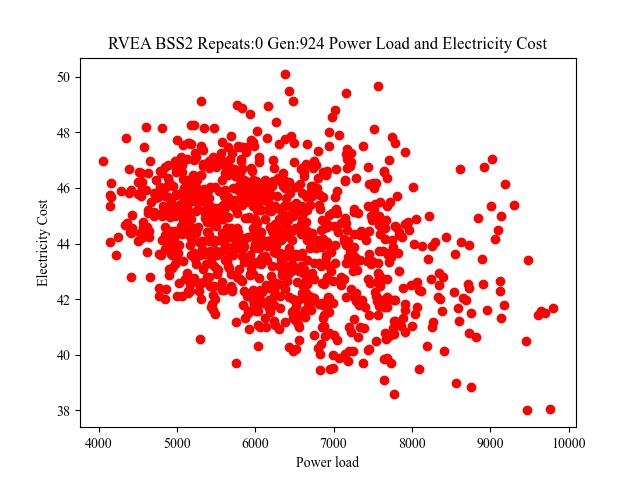 RVEA BSS2 Repeats:0 Gen:924 Power Load and Electricity Cost
50
48
46
44
42
40
38
Electricity Cost
4000 5000 6000 7000 8000 9000 10000
Power load